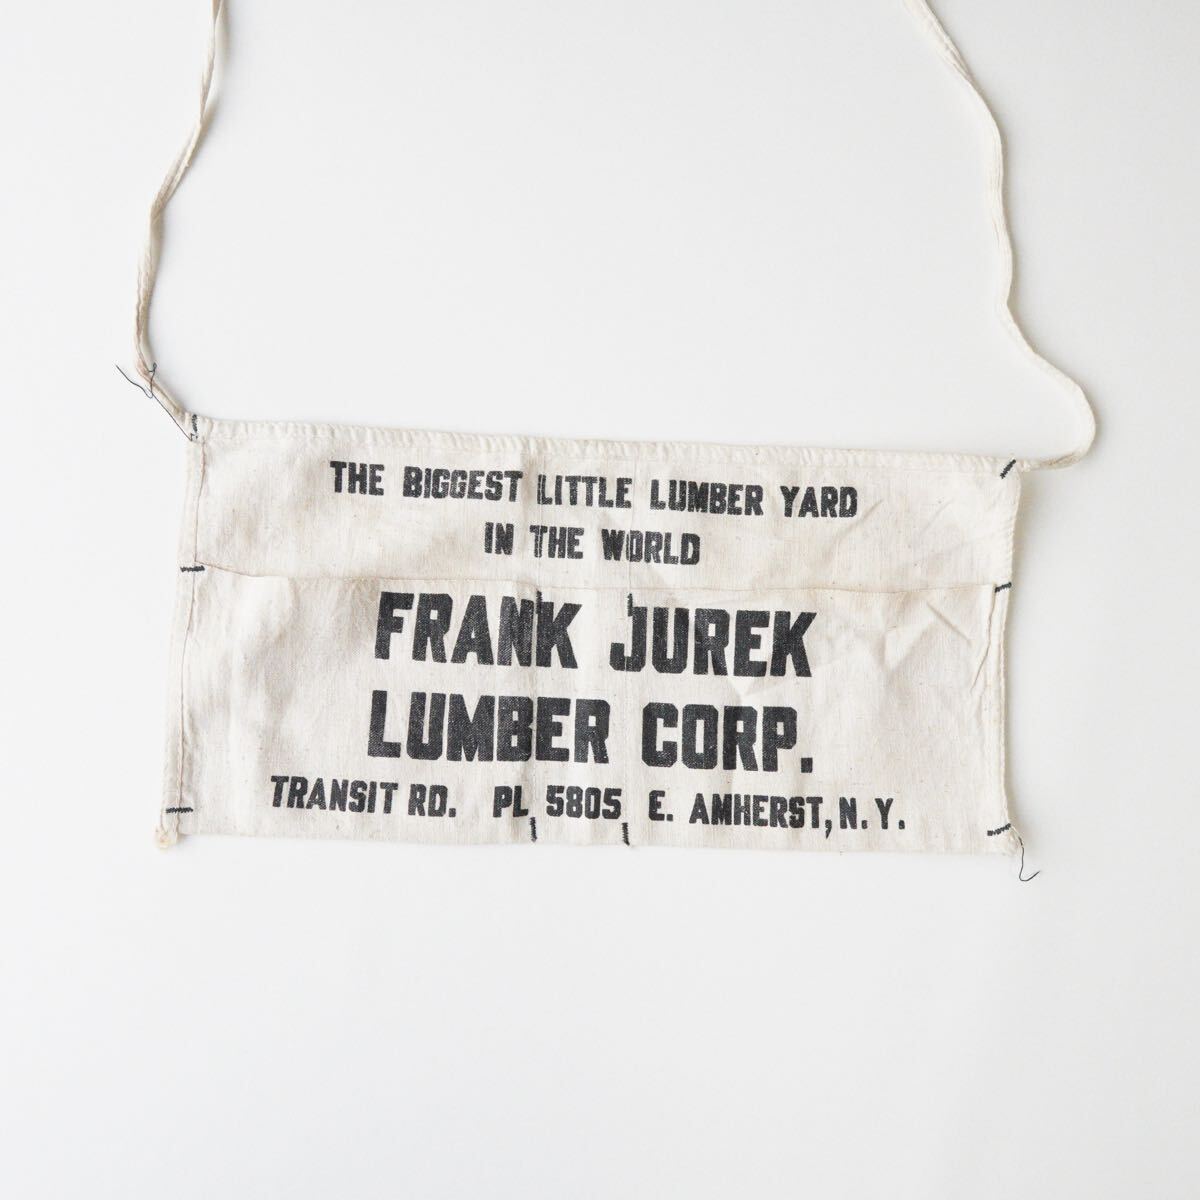 THE BIGGEST LITTLE LUMBER YARD
IN THE WORLD
FRANK JUREK
LUMBER CORP.
TRANSIT RD. PL 5805 E. AMHERST, N.Y.